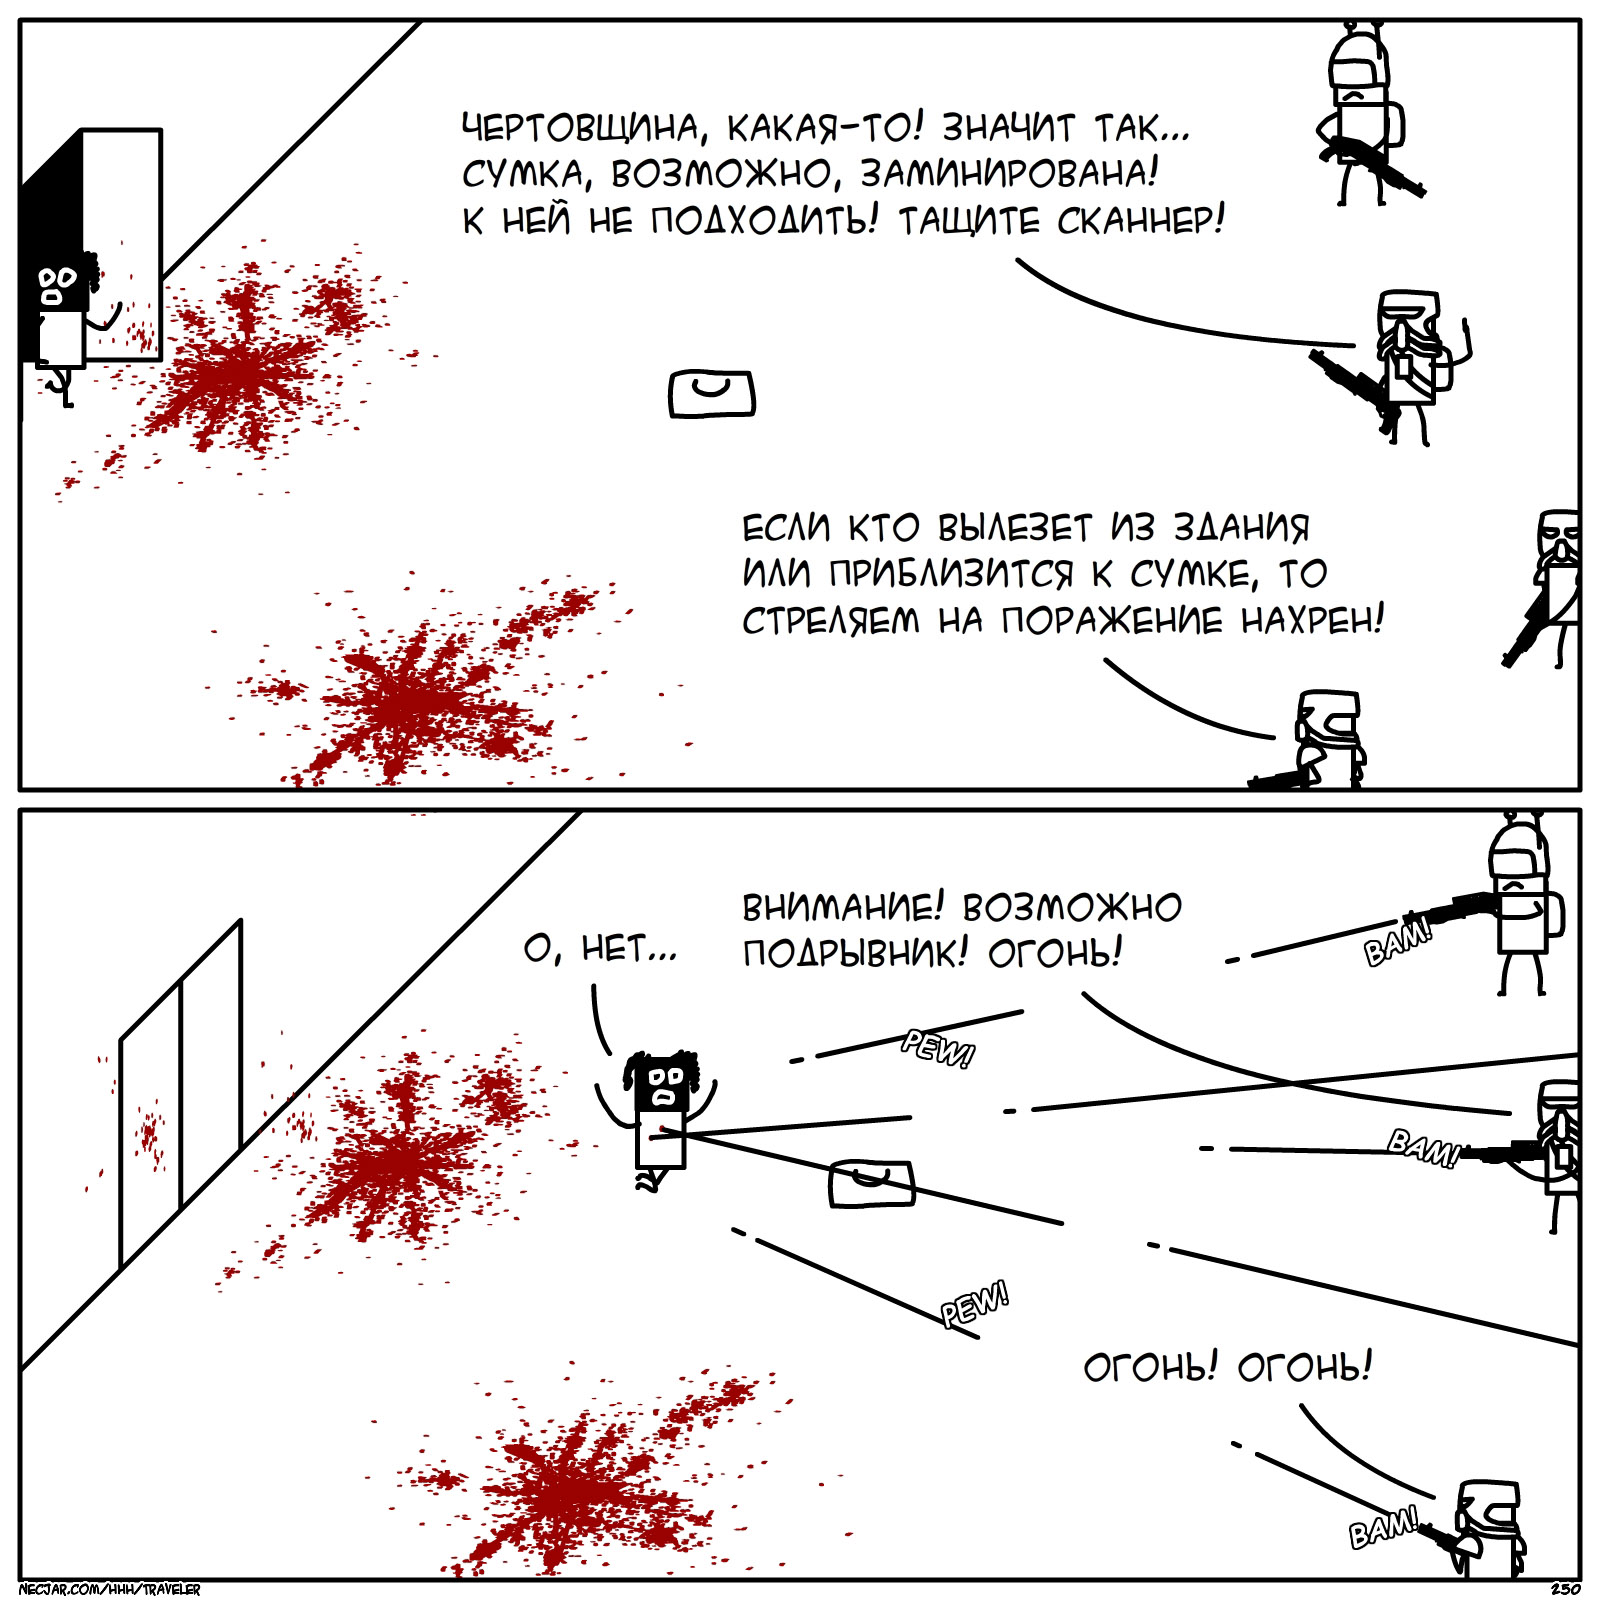 ЧЕРТОВЩИНА, КАКАЯ-ТО! ЗНАЧИТ ТАК...
СУМКА, ВОЗМОЖНО, ЗАМИНИРОВАНА!
К НЕЙ НЕ ПОДХОДИТЬ! ТАЩИТЕ СКАННЕР!
ЕСЛИ КТО ВЫЛЕЗЕТ ИЗ ЗДАНИЯ
ИЛИ ПРИБЛИЗИТСЯ К СУМКЕ, ТО
СТРЕЛЯЕМ НА ПОРАЖЕНИЕ НАХРЕН!
О, НЕТ...
ВНИМАНИЕ! ВОЗМОЖНО
ПОДРЫВНИК! ОГОНЬ!
BAM!
PEW!
BAM!
PEW!
ОГОНЬ! ОГОНЬ!
BAM!
NECJAR.COM/HHH/TRAVELER
250